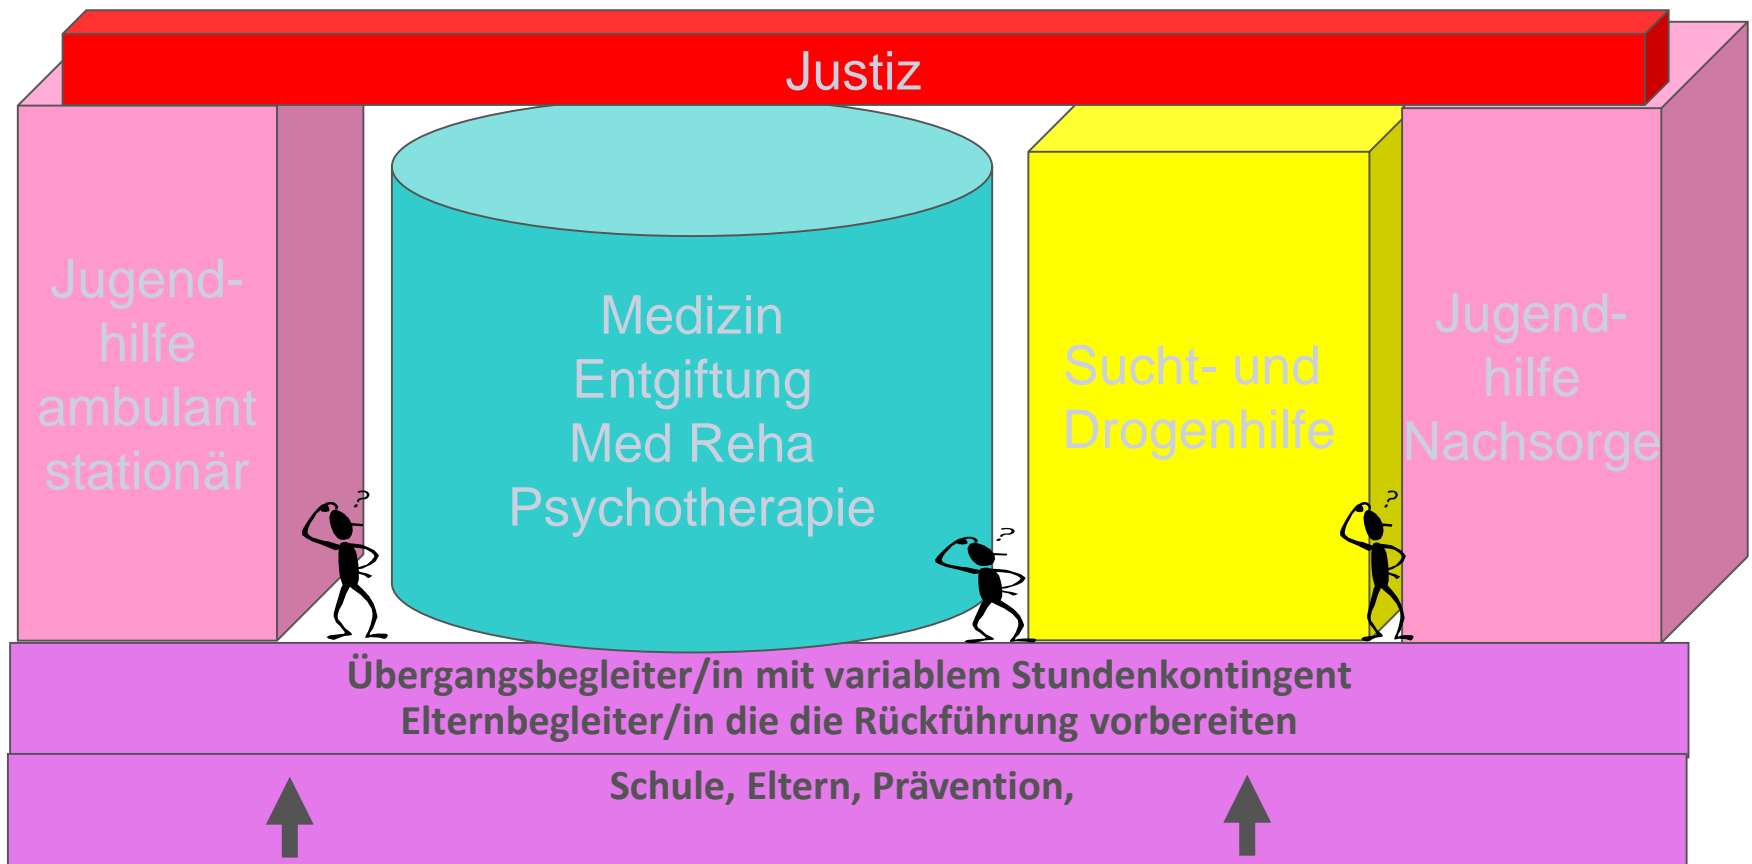 Justiz
Jugend-
hilfe
ambulant
stationär
Medizin
Entgiftung
Med Reha
Psychotherapie
Sucht- und
Drogenhilfe
Jugend-
hilfe
Nachsorge
?
?
?
Übergangsbegleiter/in mit variablem Stundenkontingent
Elternbegleiter/in die die Rückführung vorbereiten
Schule, Eltern, Prävention,